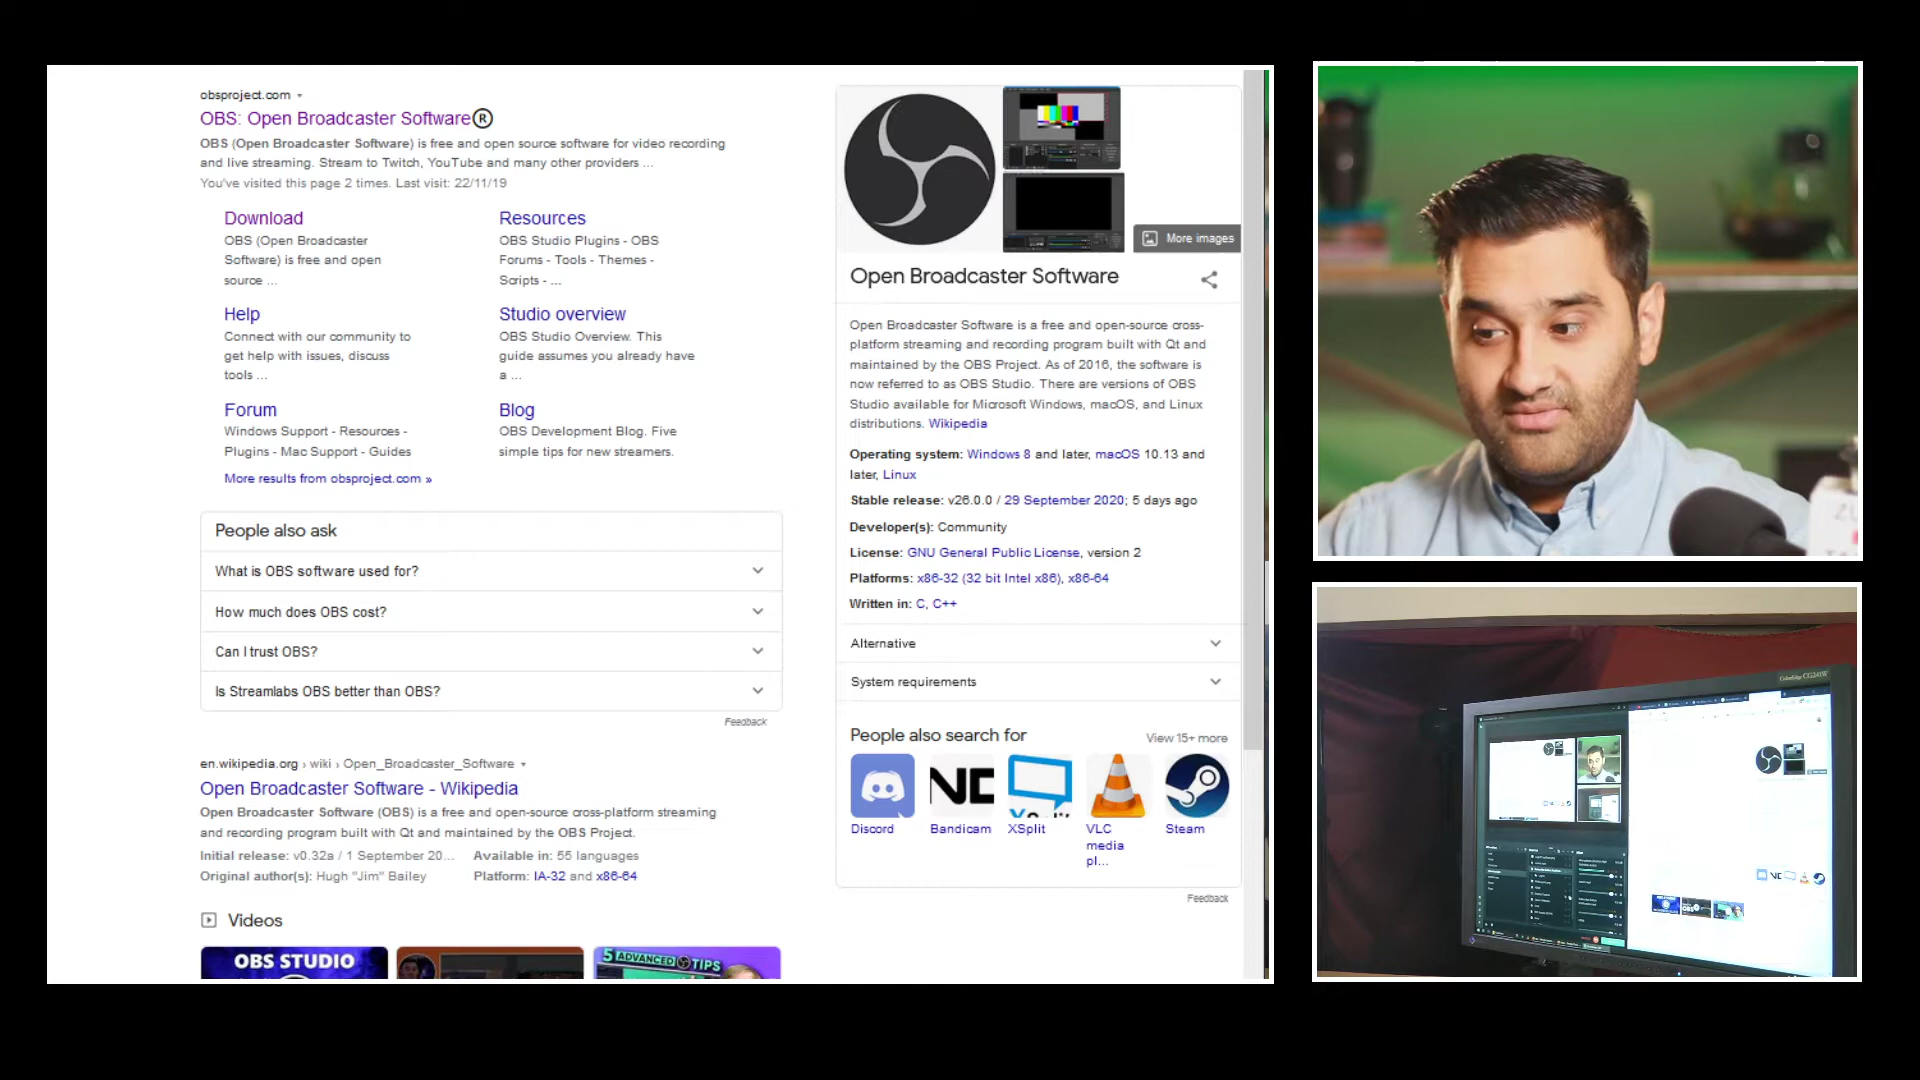 obsproject.com
OBS: Open Broadcaster Software®
OBS (Open Broadcaster Software) is free and open source software for video recording
and live streaming. Stream to Twitch, YouTube and many other providers ...
You've visited this page 2 times. Last visit: 22/11/19
Download
OBS (Open Broadcaster
Software) is free and open
source ...
Resources
OBS Studio Plugins - OBS
Forums - Tools - Themes -
Scripts - ...
Help
Connect with our community to
get help with issues, discuss
tools ...
Studio overview
OBS Studio Overview. This
guide assumes you already have
a ...
Forum
Windows Support - Resources -
Plugins - Mac Support - Guides
Blog
OBS Development Blog. Five
simple tips for new streamers.
More results from obsproject.com »
People also ask
What is OBS software used for?
How much does OBS cost?
Can I trust OBS?
Is Streamlabs OBS better than OBS?
Feedback
en.wikipedia.org › wiki › Open_Broadcaster_Software
Open Broadcaster Software - Wikipedia
Open Broadcaster Software (OBS) is a free and open-source cross-platform streaming
and recording program built with Qt and maintained by the OBS Project.
Initial release: v0.32a / 1 September 20... Available in: 55 languages
Original author(s): Hugh "Jim" Bailey Platform: IA-32 and x86-64
Videos
OBS STUDIO
5 ADVANCED TIPS
More images
Open Broadcaster Software
Open Broadcaster Software is a free and open-source cross-
platform streaming and recording program built with Qt and
maintained by the OBS Project. As of 2016, the software is
now referred to as OBS Studio. There are versions of OBS
Studio available for Microsoft Windows, macOS, and Linux
distributions. Wikipedia
Operating system: Windows 8 and later, macOS 10.13 and
later, Linux
Stable release: v26.0.0 / 29 September 2020; 5 days ago
Developer(s): Community
License: GNU General Public License, version 2
Platforms: x86-32 (32 bit Intel x86), x86-64
Written in: C, C++
Alternative
System requirements
People also search for
View 15+ more
Discord
Bandicam
XSplit
VLC
media
pl...
Steam
Feedback